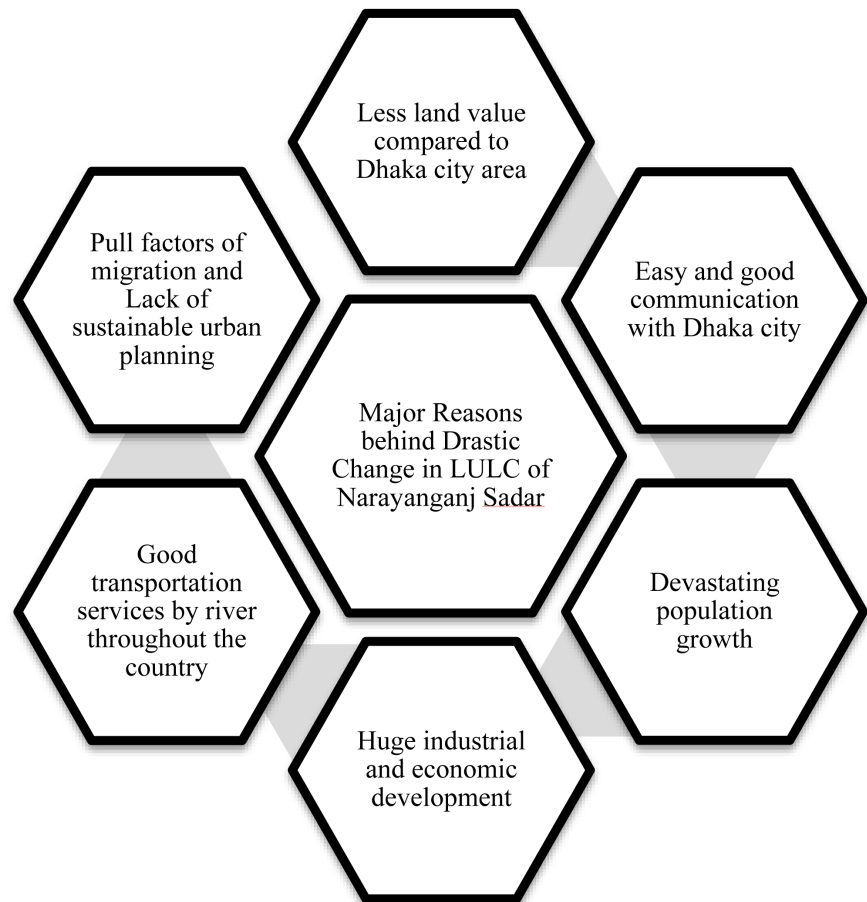 Less land value
compared to
Dhaka city area
Pull factors of
migration and
Lack of
sustainable urban
planning
Easy and good
communication
with Dhaka city
Major Reasons
behind Drastic
Change in LULC of
Narayanganj Sadar
Good
transportation
services by river
throughout the
country
Devastating
population
growth
Huge industrial
and economic
development